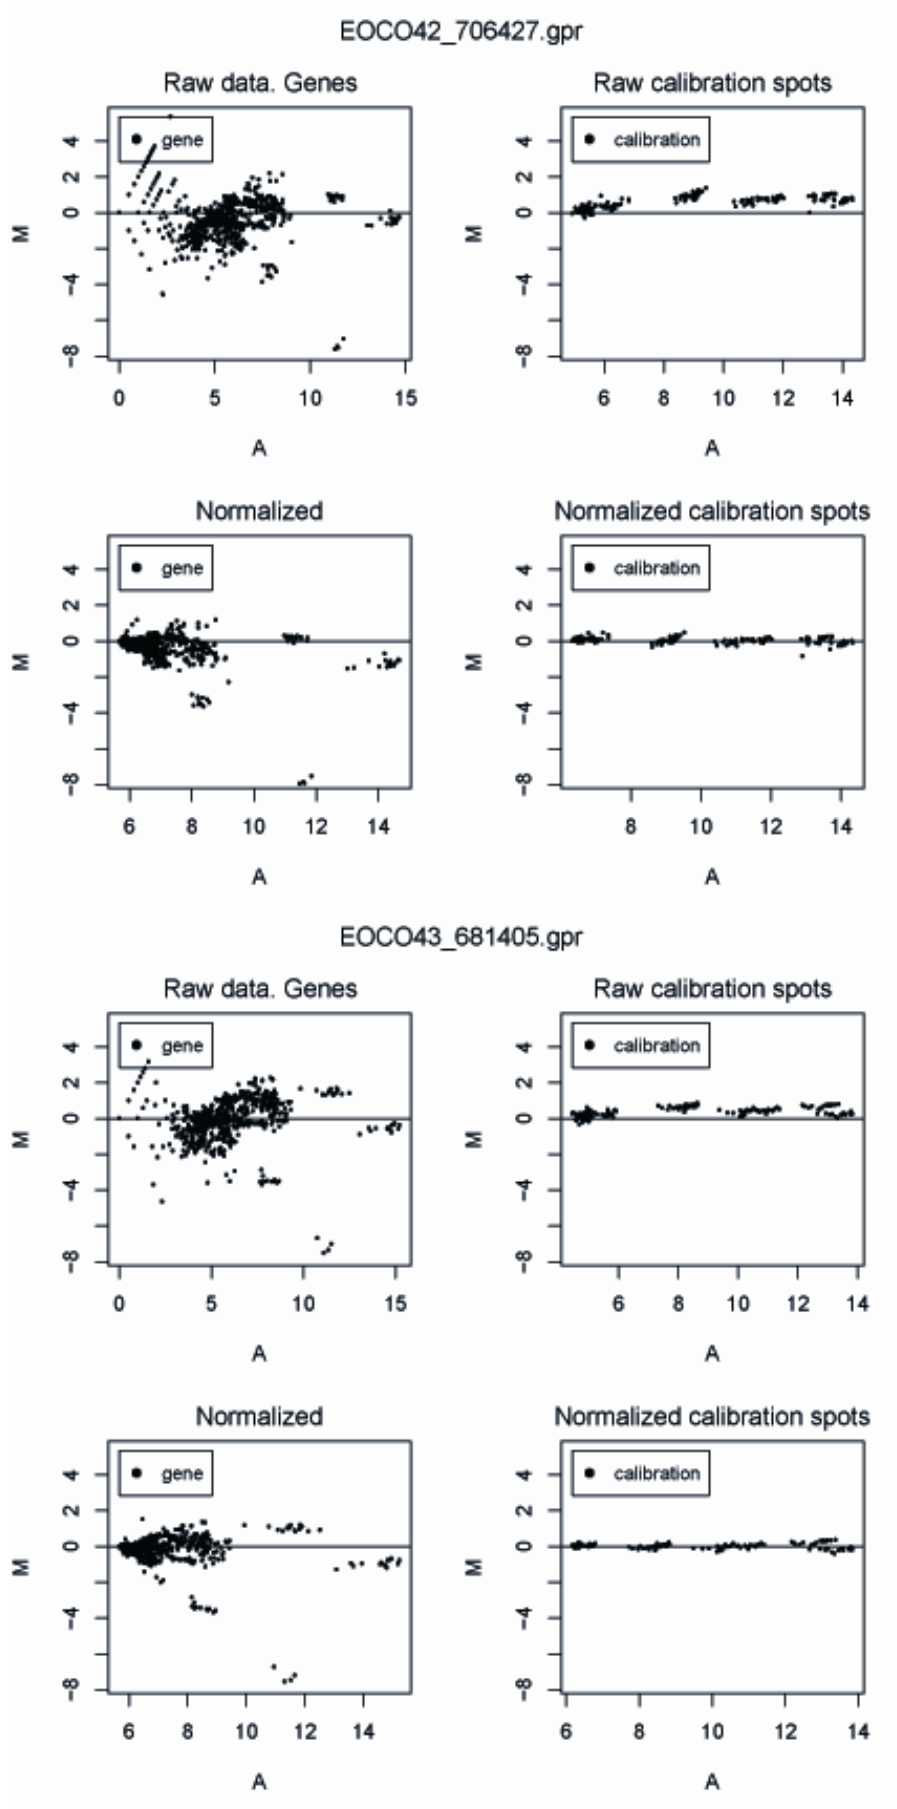 EOCO42_706427.gpr
Raw data. Genes
Raw calibration spots
gene
calibration
M
4
2
0
−4
−8
0 5 10 15
A
M
4
2
0
−4
−8
6 8 10 12 14
A
Normalized
Normalized calibration spots
gene
calibration
M
4
2
0
−4
−8
6 8 10 12 14
A
M
4
2
0
−4
−8
8 10 12 14
A
EOCO43_681405.gpr
Raw data. Genes
Raw calibration spots
gene
calibration
M
4
2
0
−4
−8
0 5 10 15
A
M
4
2
0
−4
−8
6 8 10 12 14
A
Normalized
Normalized calibration spots
gene
calibration
M
4
2
0
−4
−8
6 8 10 12 14
A
M
4
2
0
−4
−8
6 8 10 12 14
A